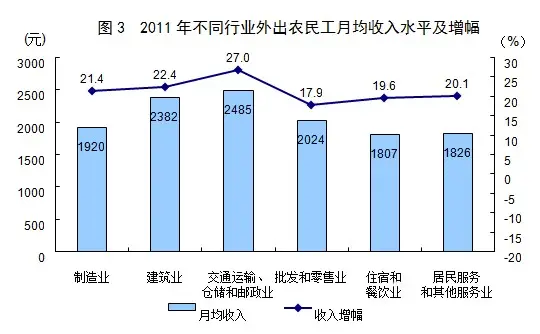 图 3 2011 年不同行业外出农民工月均收入水平及增幅
(元)
(%)
3000
2500
2000
1500
1000
500
0
30
25
20
15
10
5
0
-5
-10
-15
-20
21.4
22.4
27.0
17.9
19.6
20.1
1920
2382
2485
2024
1807
1826
制造业
建筑业
交通运输、
仓储和邮政业
批发和零售业
住宿和
餐饮业
居民服务
和其他服务业
月均收入
收入增幅